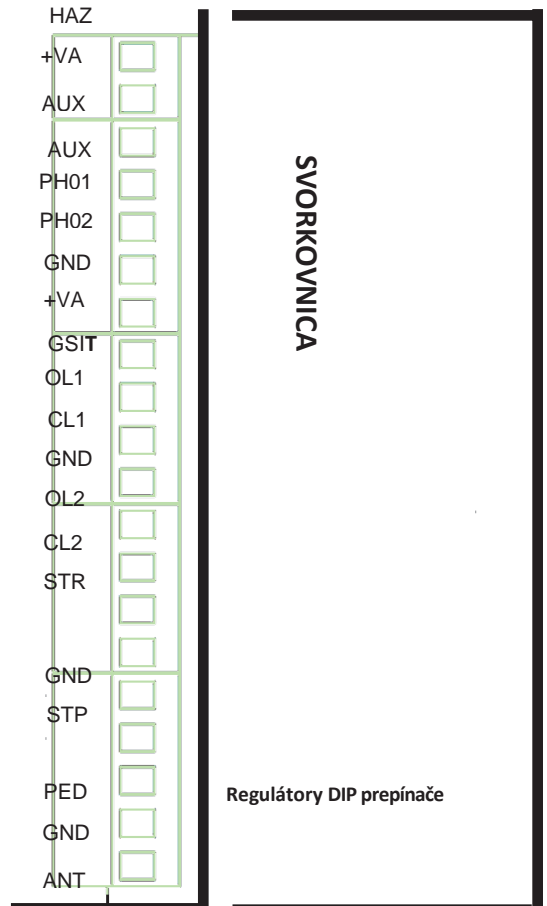 HAZ
+VA
AUX
AUX
PH01
PH02
GND
+VA
GSIT
OL1
CL1
GND
OL2
CL2
STR
GND
STP
PED
GND
ANT
SVORKOVNICA
Regulátory DIP prepínače